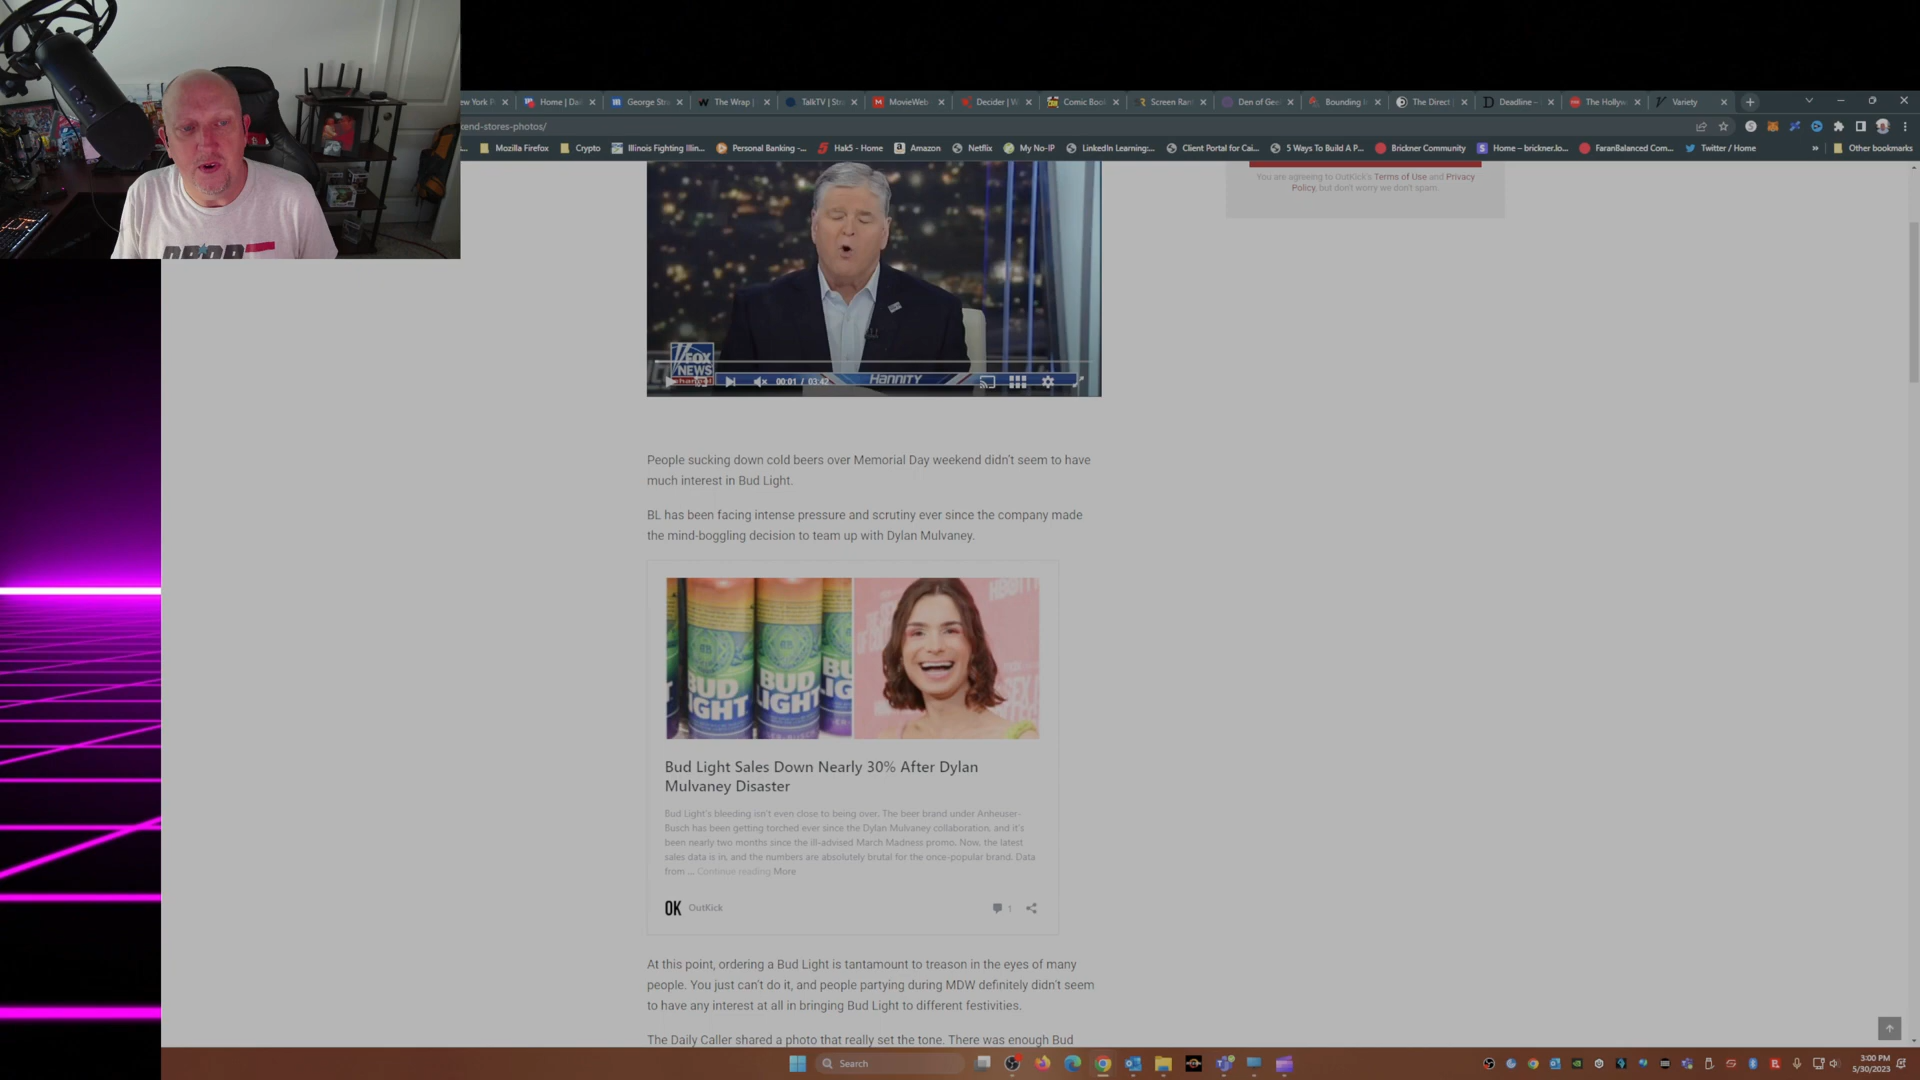 ew York P
Home | Da
George Str
The Wrap |
TalkTV | Str
MovieWeb
Decider | W
Comic Boo
Screen Ran
Den of Gee
Bounding I
The Direct |
Deadline –
The Hollyw
Variety
end-stores-photos/
Mozilla Firefox
Crypto
Illinois Fighting Illin...
Personal Banking -...
Hak5 - Home
Amazon
Netflix
My No-IP
LinkedIn Learning:...
Client Portal for Cai...
5 Ways To Build A P...
Brickner Community
Home – brickner.lo...
FaranBalanced Com...
Twitter / Home
Other bookmarks
You are agreeing to OutKick's Terms of Use and Privacy
Policy, but don't worry we don't spam.
FOX
NEWS
channel
00:01 / 03:42
HANNITY
People sucking down cold beers over Memorial Day weekend didn't seem to have
much interest in Bud Light.
BL has been facing intense pressure and scrutiny ever since the company made
the mind-boggling decision to team up with Dylan Mulvaney.
BUD
LIGHT
BUD
LIGHT
Bud Light Sales Down Nearly 30% After Dylan
Mulvaney Disaster
Bud Light's bleeding isn't even close to being over. The beer brand under Anheuser-
Busch has been getting torched ever since the Dylan Mulvaney collaboration, and it's
been nearly two months since the ill-advised March Madness promo. Now, the latest
sales data is in, and the numbers are absolutely brutal for the once-popular brand. Data
from ... Continue reading More
OK OutKick
1
At this point, ordering a Bud Light is tantamount to treason in the eyes of many
people. You just can't do it, and people partying during MDW definitely didn't seem
to have any interest at all in bringing Bud Light to different festivities.
The Daily Caller shared a photo that really set the tone. There was enough Bud
Search
3:00 PM
5/30/2023